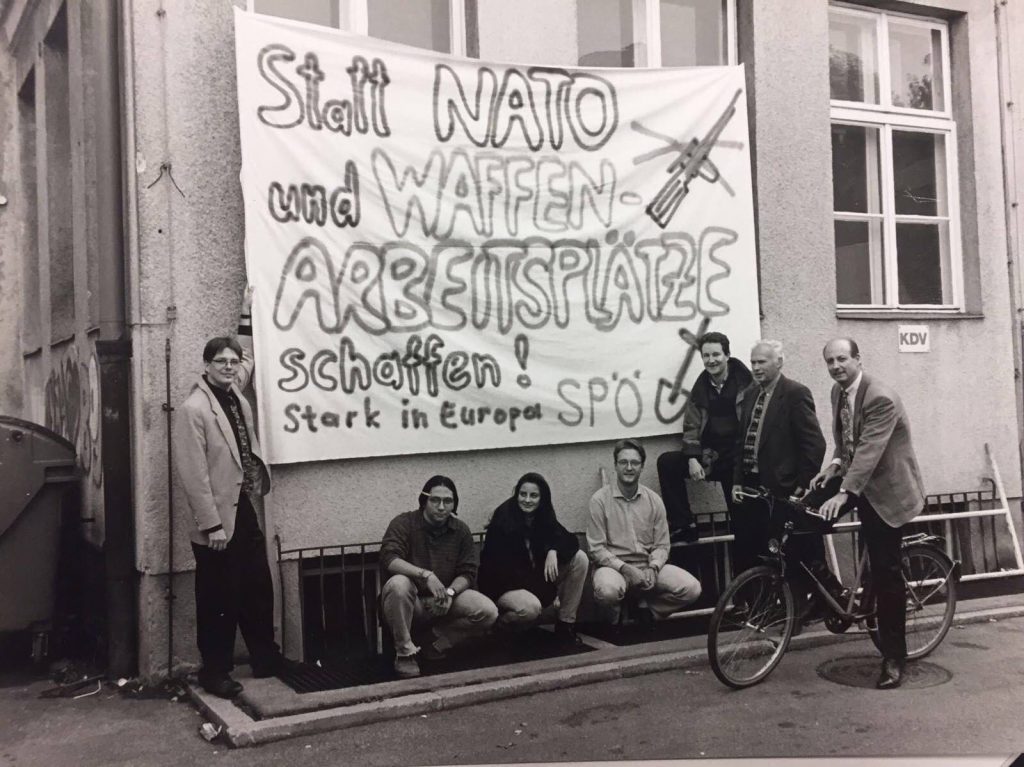 Statt NATO
und WAFFEN-
ARBEITSPLÄTZE
schaffen!
Stark in Europa SPÖ
KDV